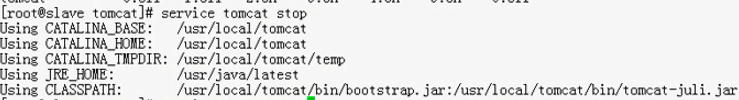 [root@slave tomcat]# service tomcat stop
Using CATALINA_BASE:   /usr/local/tomcat
Using CATALINA_HOME:   /usr/local/tomcat
Using CATALINA_TMPDIR: /usr/local/tomcat/temp
Using JRE_HOME:        /usr/java/latest
Using CLASSPATH:       /usr/local/tomcat/bin/bootstrap.jar:/usr/local/tomcat/bin/tomcat-juli.jar